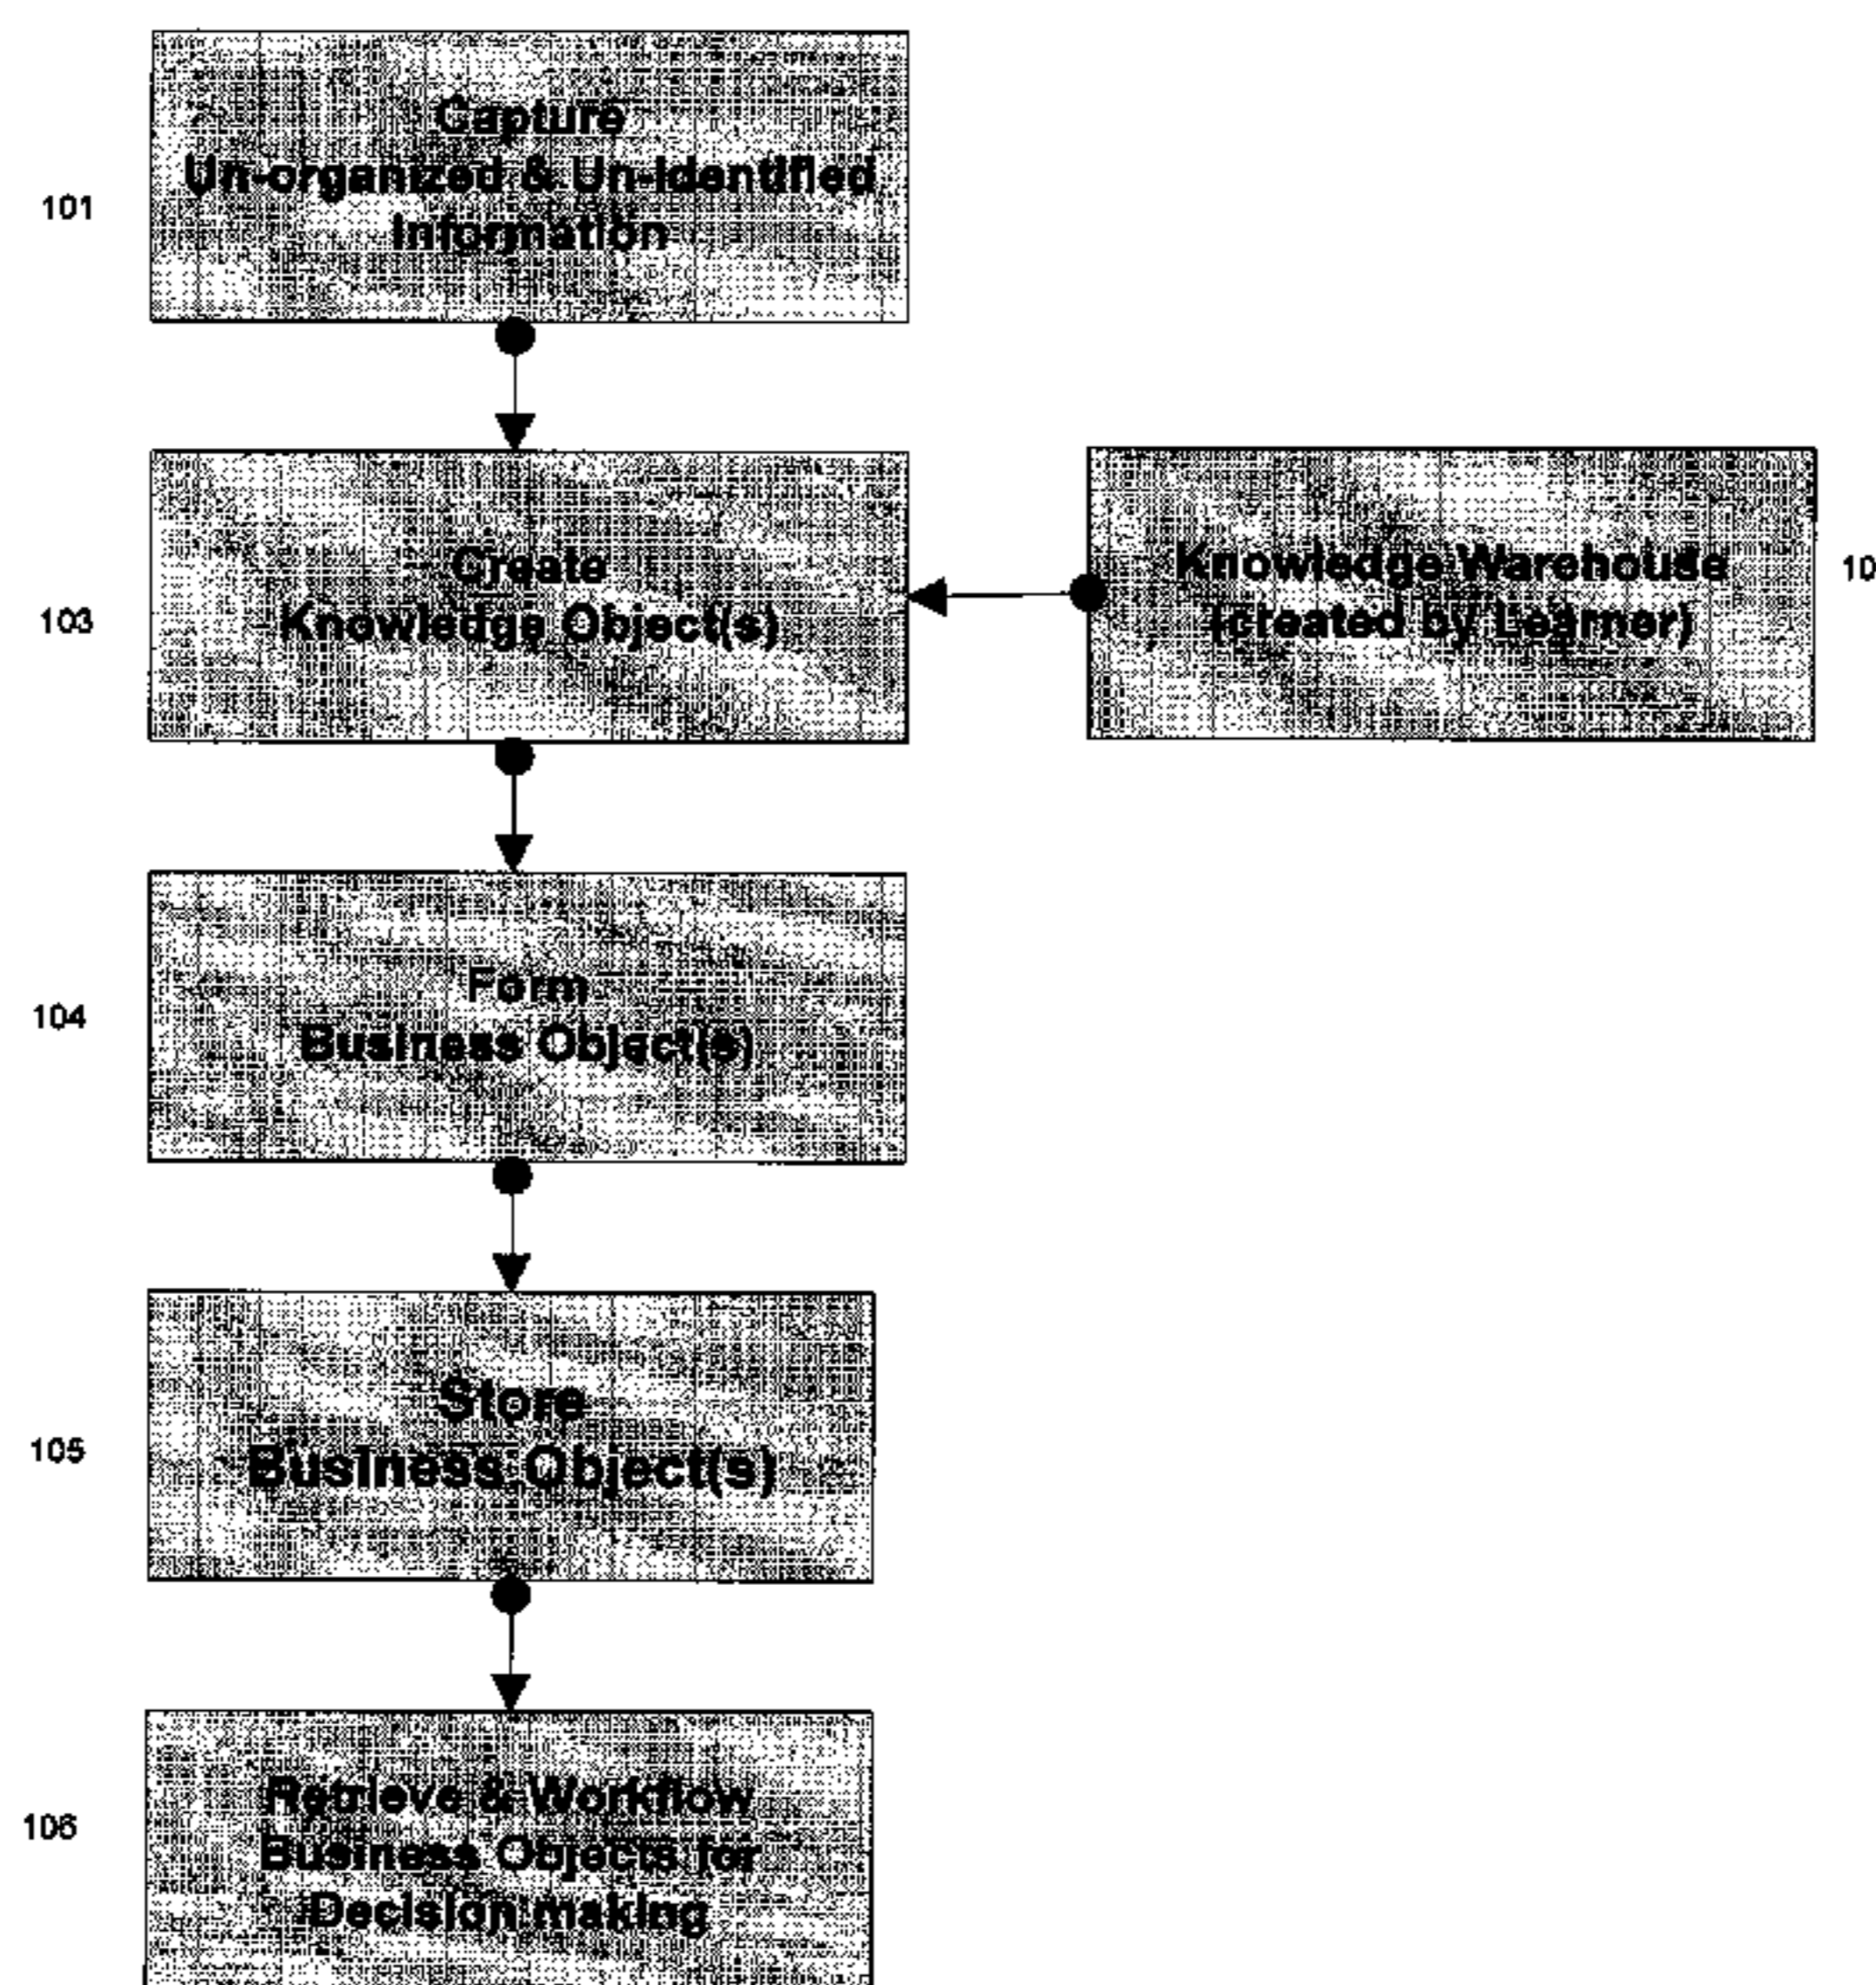 Capture
Un-organized & Un-Identified
Information
101
Create
Knowledge Object(s)
103
Knowledge Warehouse
(created by Learner)
Form
Business Object(s)
104
Store
Business Object(s)
105
Retrieve & Workflow
Business Objects for
Decision making
106